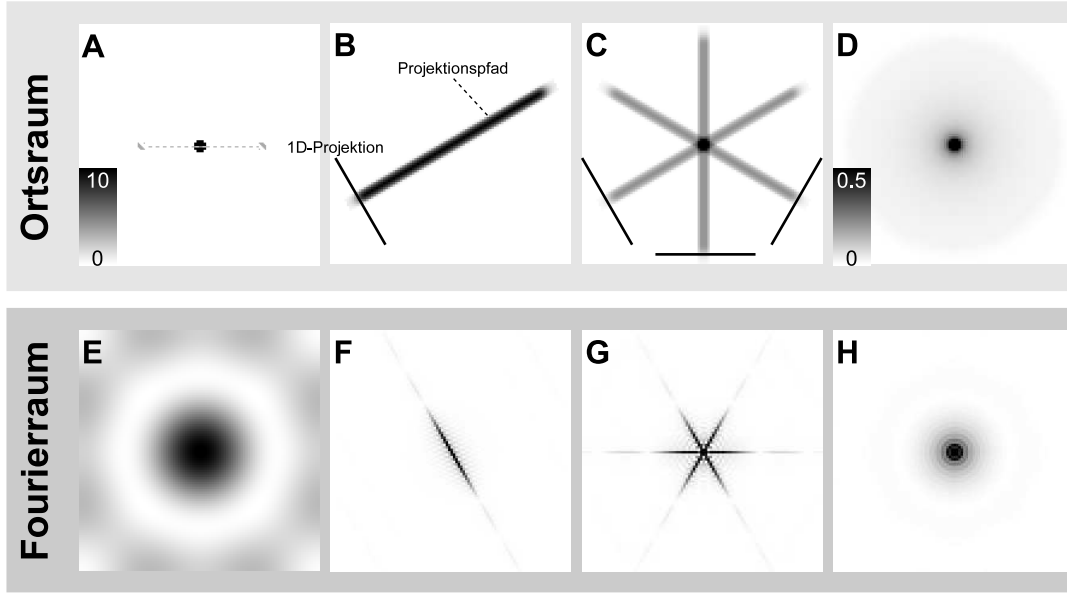 Ortsraum
A
B
C
D
Projektionspfad
1D-Projektion
10
0
0.5
0
Fourierraum
E
F
G
H